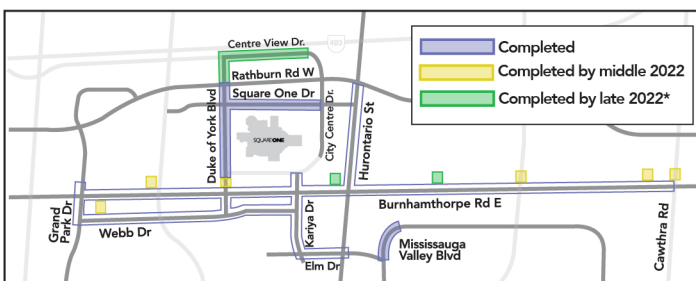 Centre View Dr.
403
Rathburn Rd W
Square One Dr
Duke of York Blvd
City Centre Dr.
Hurontario St
SQUARE ONE
Completed
Completed by middle 2022
Completed by late 2022*
Grand
Park Dr
Webb Dr
Kariya Dr
Elm Dr
Burnhamthorpe Rd E
Mississauga
Valley Blvd
Cawthra Rd